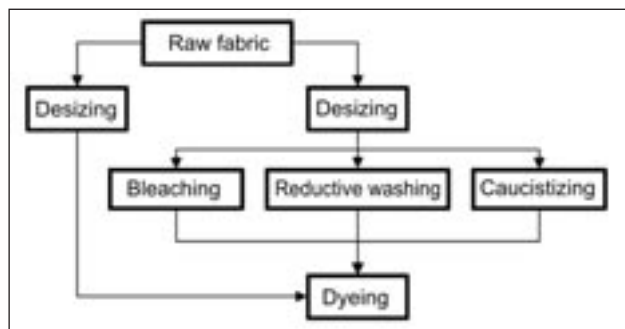 Raw fabric
Desizing
Desizing
Bleaching
Reductive washing
Caucistizing
Dyeing